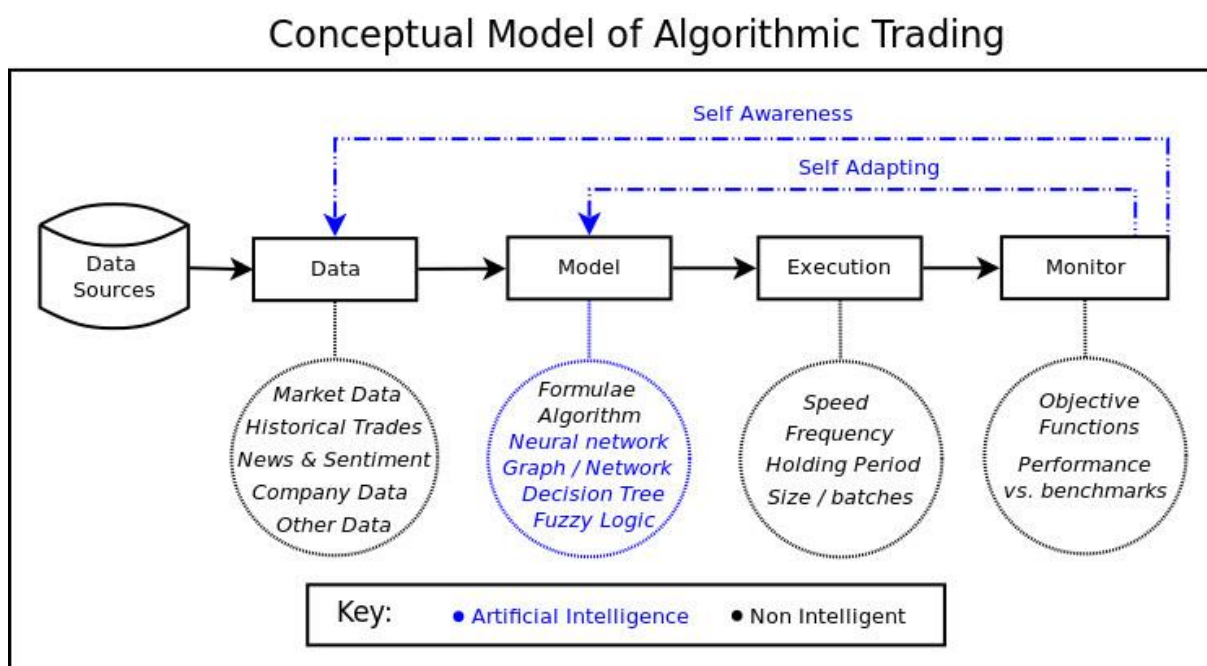 Conceptual Model of Algorithmic Trading
Self Awareness
Self Adapting
Data
Sources
Data
Model
Execution
Monitor
Market Data
Historical Trades
News & Sentiment
Company Data
Other Data
Formulae
Algorithm
Neural network
Graph / Network
Decision Tree
Fuzzy Logic
Speed
Frequency
Holding Period
Size / batches
Objective
Functions
Performance
vs. benchmarks
Key: • Artificial Intelligence • Non Intelligent